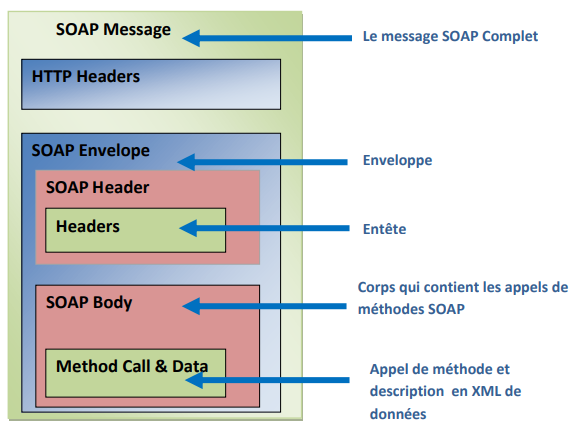 SOAP Message
Le message SOAP Complet
HTTP Headers
SOAP Envelope
Enveloppe
SOAP Header
Headers
Entête
Corps qui contient les appels de
méthodes SOAP
SOAP Body
Method Call & Data
Appel de méthode et
description en XML de
données